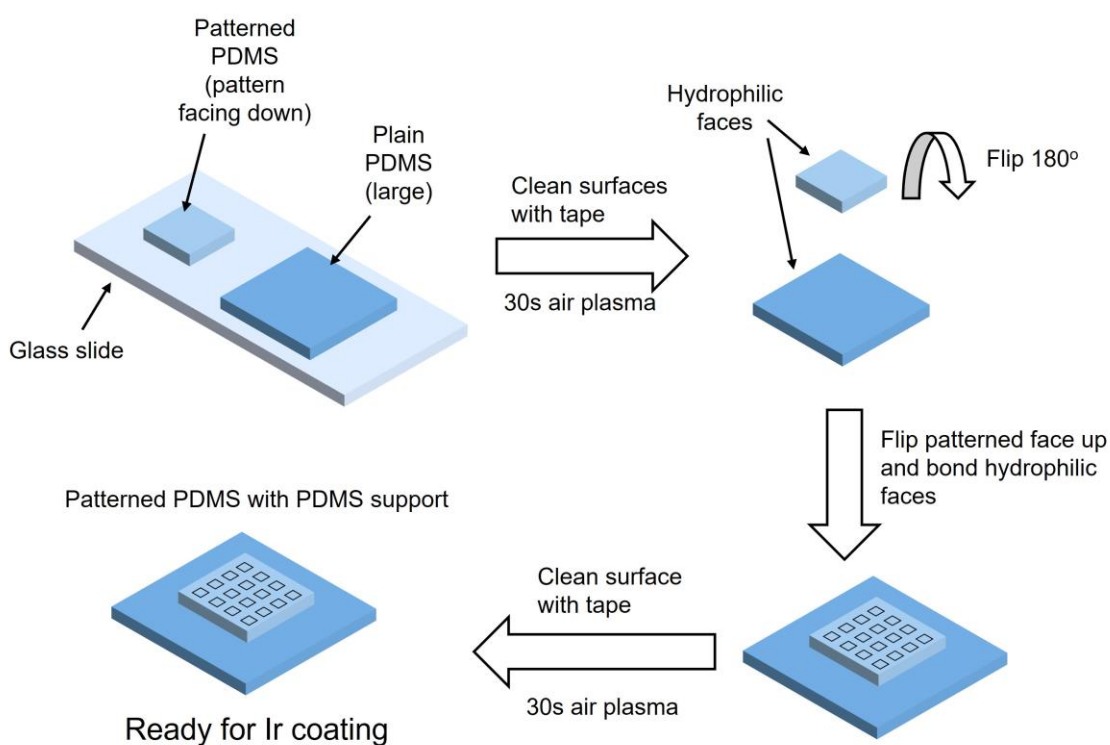 Patterned
PDMS
(pattern
facing down)
Plain
PDMS
(large)
Glass slide
Clean surfaces
with tape
30s air plasma
Hydrophilic
faces
Flip 180º
Flip patterned face up
and bond hydrophilic
faces
Clean surface
with tape
30s air plasma
Patterned PDMS with PDMS support
Ready for Ir coating